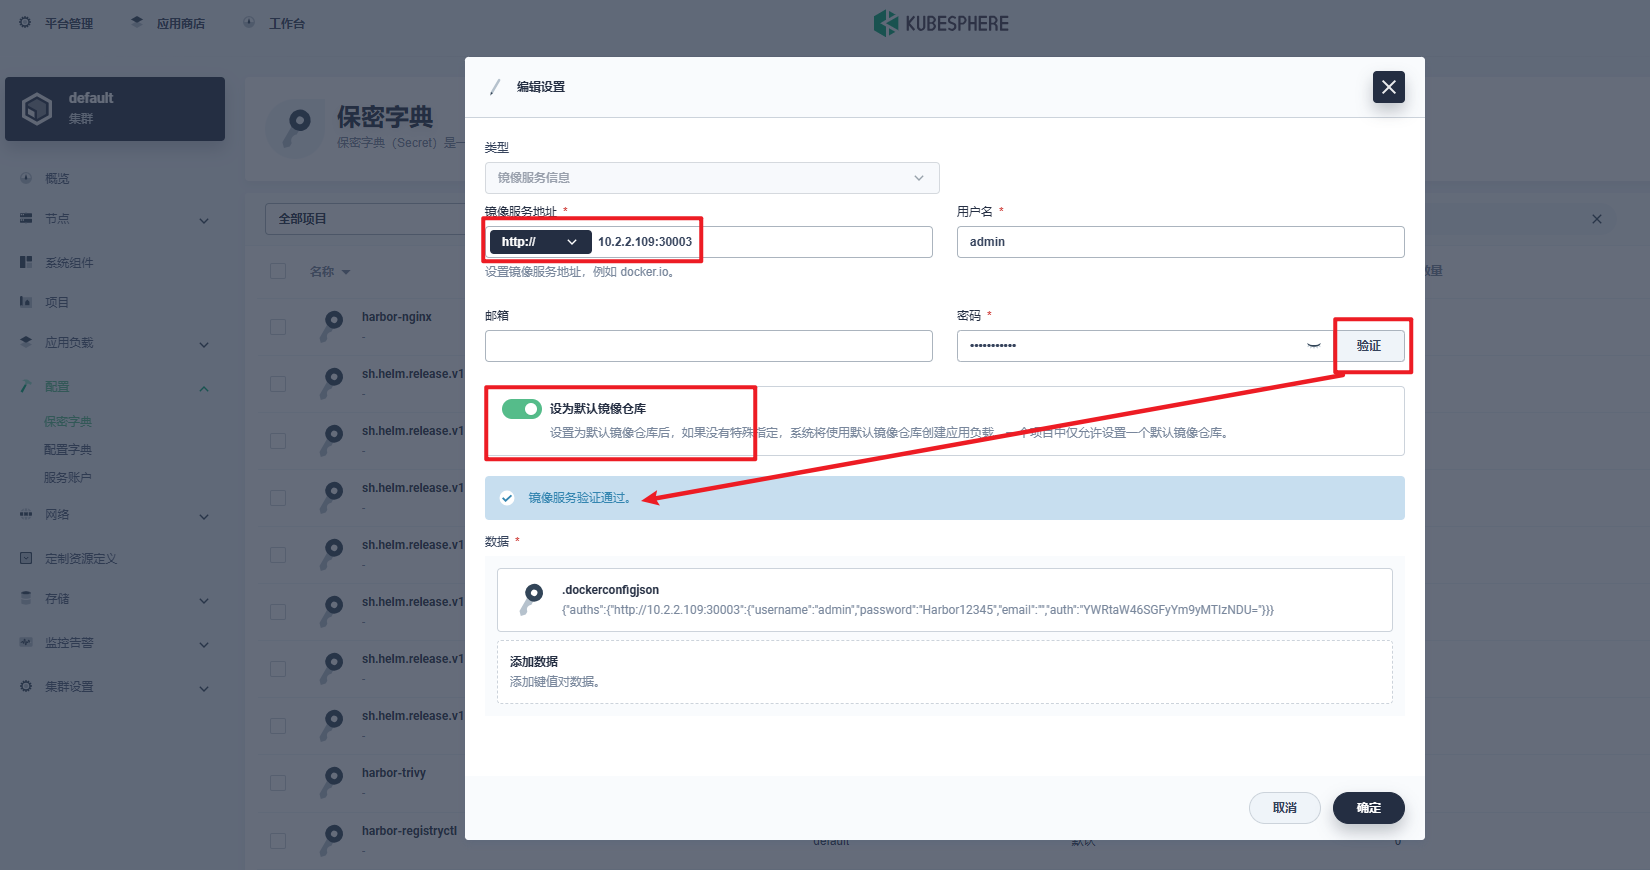 平台管理
应用商店
工作台
KUBESPHERE
default
集群
概览
节点
系统组件
项目
应用负载
配置
保密字典
配置字典
服务账户
网络
定制资源定义
存储
监控告警
集群设置
保密字典
保密字典（Secret）是一
全部项目
名称
harbor-nginx
-
sh.helm.release.v1
-
sh.helm.release.v1
-
sh.helm.release.v1
-
sh.helm.release.v1
-
sh.helm.release.v1
-
sh.helm.release.v1
-
sh.helm.release.v1
-
harbor-trivy
-
harbor-registryctl
-
default
默认
0
编辑设置
类型
镜像服务信息
镜像服务地址 *
http://
10.2.2.109:30003
设置镜像服务地址，例如 docker.io。
用户名 *
admin
邮箱
密码 *
•••••••••••
验证
设为默认镜像仓库
设置为默认镜像仓库后，如果没有特殊指定，系统将使用默认镜像仓库创建应用负载，一个项目中仅允许设置一个默认镜像仓库。
镜像服务验证通过。
数据 *
.dockerconfigjson
{"auths":{"http://10.2.2.109:30003":{"username":"admin","password":"Harbor12345","email":"","auth":"YWRtaW46SGFyYm9yMTIzNDU="}}}
添加数据
添加键值对数据。
取消
确定